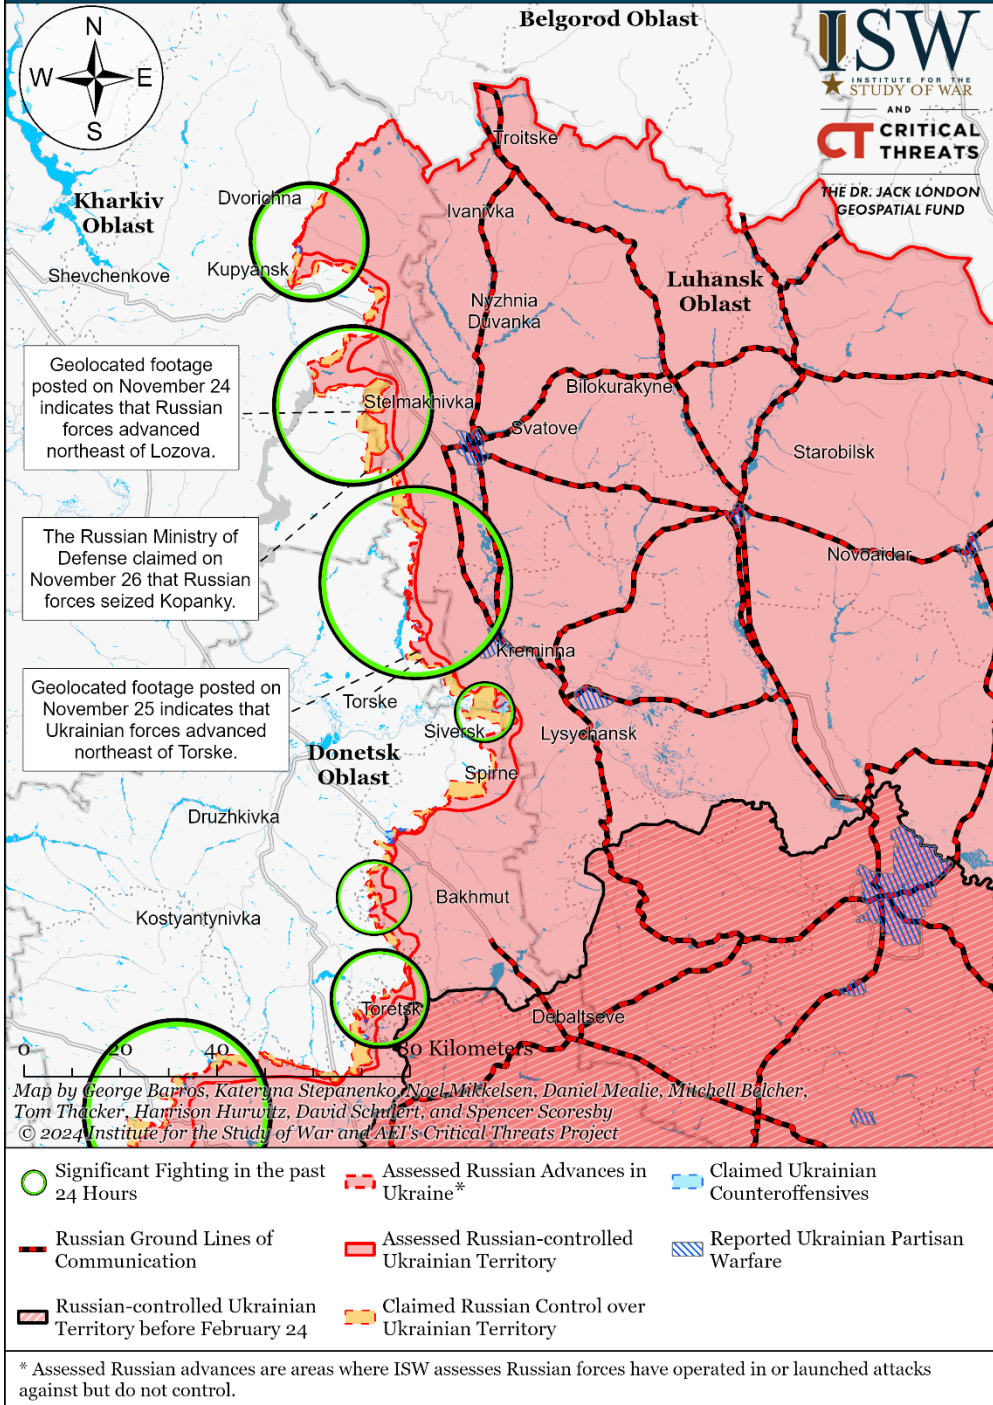 Belgorod Oblast
N
W E
S
ISW
INSTITUTE FOR THE
STUDY OF WAR
AND
CT CRITICAL
THREATS
THE DR. JACK LONDON
GEOSPATIAL FUND
Troitske
Dvorichna
Kharkiv
Oblast
Ivanivka
Shevchenkove
Kupyansk
Luhansk
Oblast
Nyzhnia
Duvanka
Geolocated footage
posted on November 24
indicates that Russian
forces advanced
northeast of Lozova.
Bilokurakyne
Stelmakhivka
Svatove
Starobilsk
The Russian Ministry of
Defense claimed on
November 26 that Russian
forces seized Kopanky.
Novoaidar
Kreminna
Geolocated footage posted on
November 25 indicates that
Ukrainian forces advanced
northeast of Torske.
Torske
Siversk
Lysychansk
Donetsk
Oblast
Spirne
Druzhkivka
Bakhmut
Kostyantynivka
Toretsk
Debaltseve
0 20 40 80 Kilometers
Map by George Barros, Kateryna Stepanenko, Noel Mikkelsen, Daniel Mealie, Mitchell Belcher,
Tom Thacker, Harrison Hurwitz, David Schulert, and Spencer Scoresby
© 2024 Institute for the Study of War and AEI's Critical Threats Project
Significant Fighting in the past
24 Hours
Assessed Russian Advances in
Ukraine*
Claimed Ukrainian
Counteroffensives
Russian Ground Lines of
Communication
Assessed Russian-controlled
Ukrainian Territory
Reported Ukrainian Partisan
Warfare
Russian-controlled Ukrainian
Territory before February 24
Claimed Russian Control over
Ukrainian Territory
* Assessed Russian advances are areas where ISW assesses Russian forces have operated in or launched attacks
against but do not control.